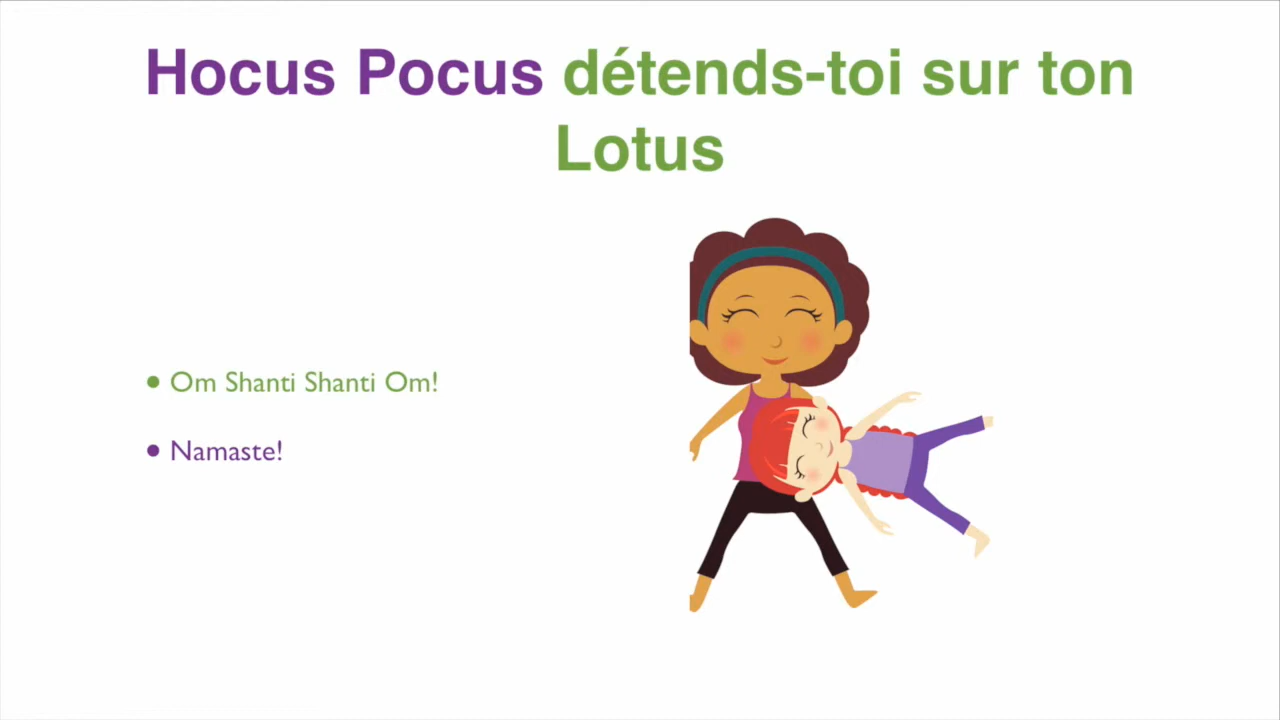 Hocus Pocus détends-toi sur ton
Lotus
• Om Shanti Shanti Om!
• Namaste!